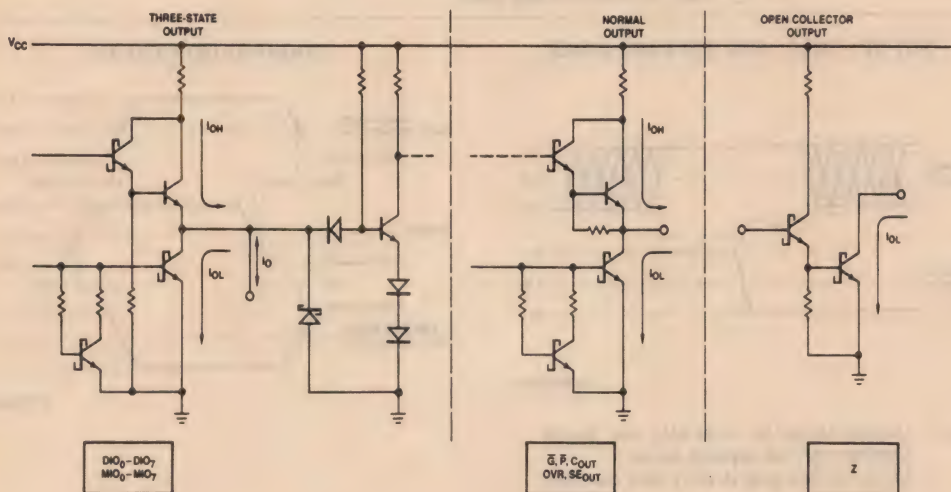 THREE-STATE
OUTPUT
NORMAL
OUTPUT
OPEN COLLECTOR
OUTPUT
VCC
IOH
IOL
IO
IOH
IOL
IOL
DIO0–DIO7
MIO0–MIO7
G̅, P̅, COUT
OVR, SEOUT
Z